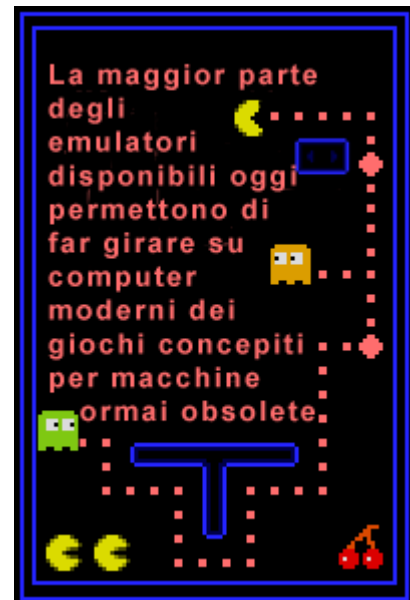 La maggior parte
degli
emulatori
disponibili oggi
permettono di
far girare su
computer
moderni dei
giochi concepiti
per macchine
ormai obsolete.